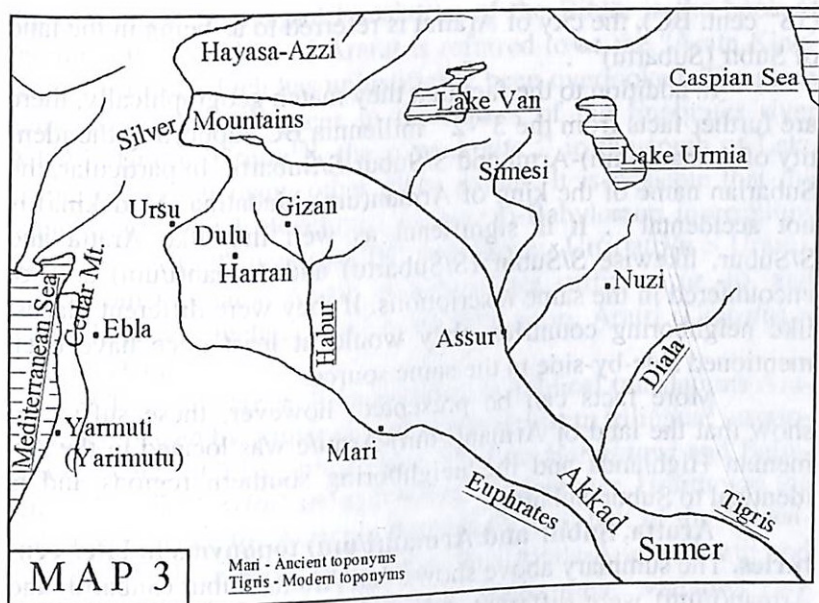 Hayasa-Azzi
Caspian Sea
Lake Van
Silver Mountains
Lake Urmia
Simesi
Ursu
Gizan
Dulu
Harran
Nuzi
Mediterranean Sea
Cedar Mt.
Ebla
Habur
Assur
Dialn
Yarmuti
(Yarimutu)
Mari
Euphrates
Akkad
Tigris
Sumer
MAP 3
Mari - Ancient toponyms
Tigris - Modern toponyms